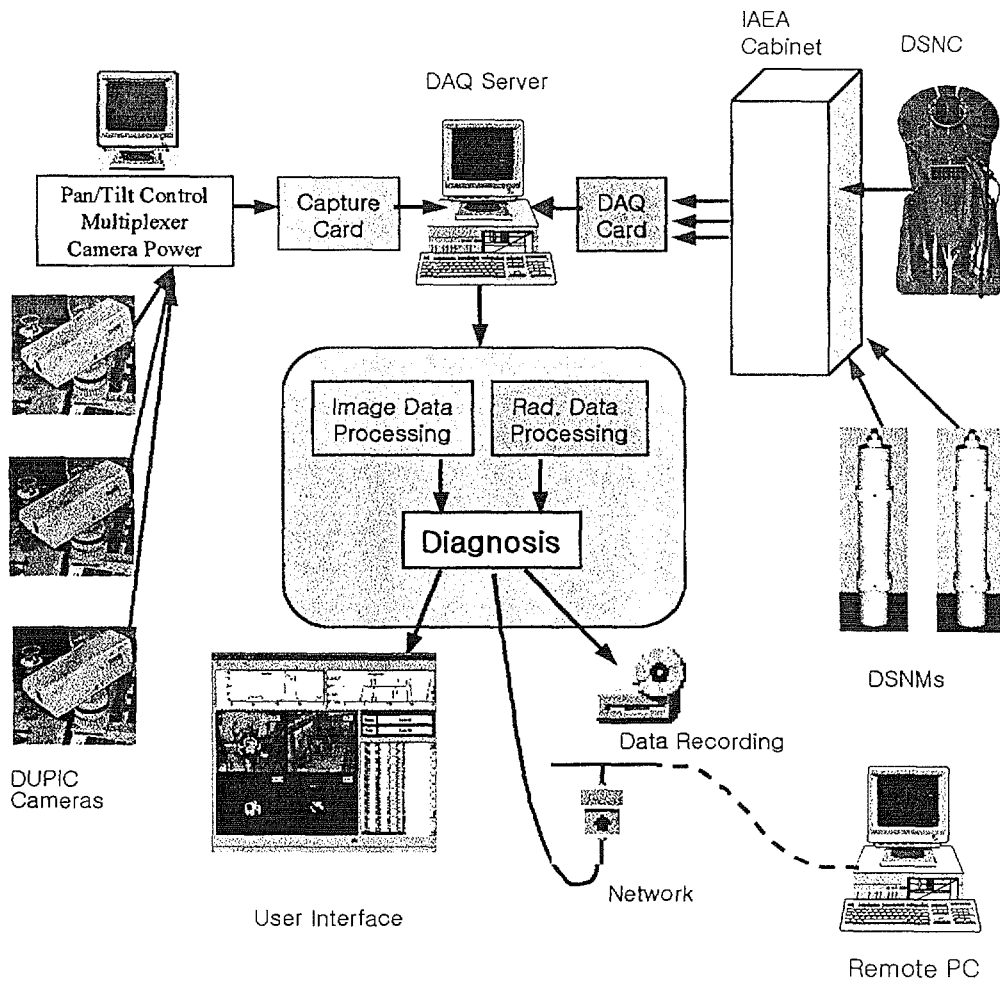 IAEA
Cabinet
DSNC
DAQ Server
Pan/Tilt Control
Multiplexer
Camera Power
Capture
Card
DAQ
Card
Image Data
Processing
Rad. Data
Processing
Diagnosis
DSNMs
Data Recording
DUPIC
Cameras
Network
User Interface
Remote PC